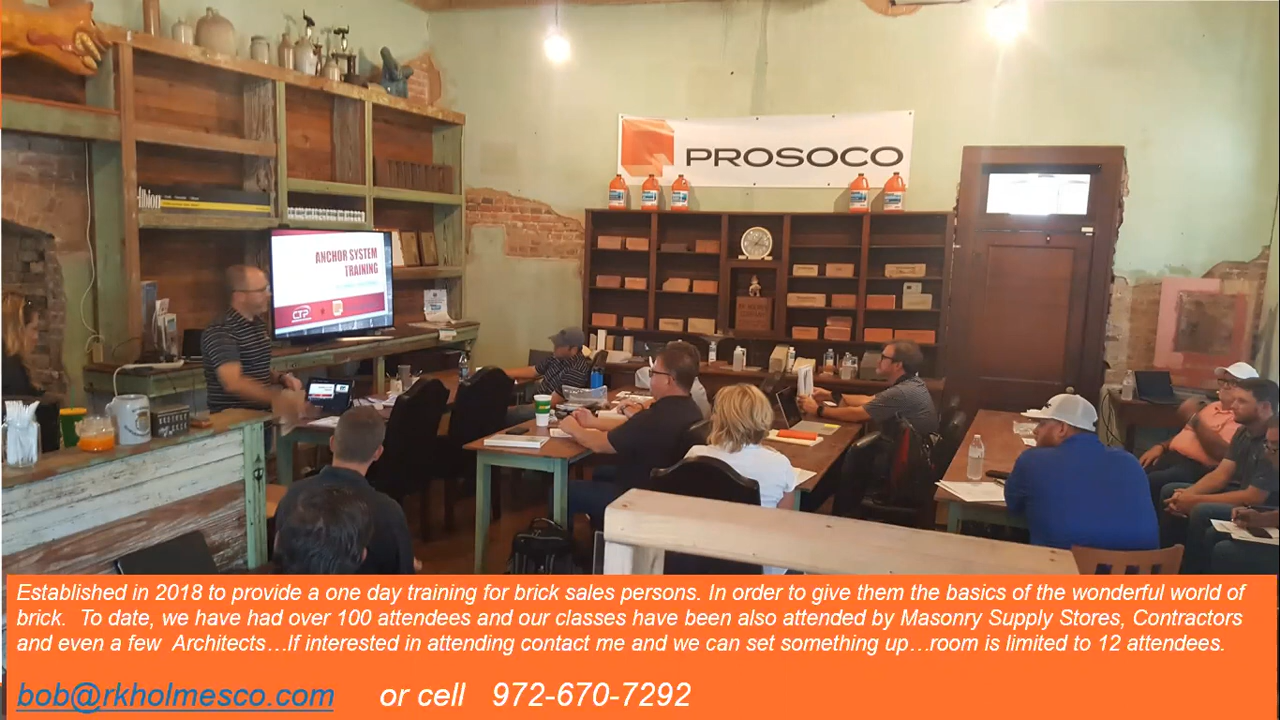 PROSOCO
Albion
ANCHOR SYSTEM
TRAINING
CTP
Established in 2018 to provide a one day training for brick sales persons. In order to give them the basics of the wonderful world of
brick.  To date, we have had over 100 attendees and our classes have been also attended by Masonry Supply Stores, Contractors
and even a few  Architects…If interested in attending contact me and we can set something up…room is limited to 12 attendees.
bob@rkholmesco.com or cell 972-670-7292